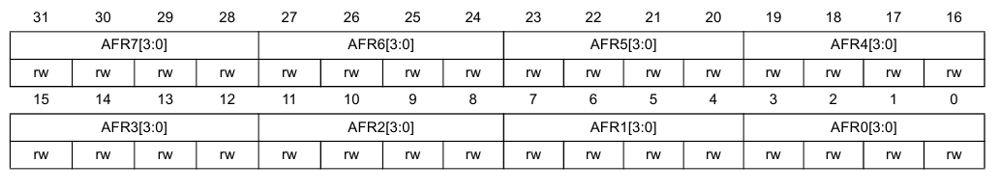 31 30 29 28 27 26 25 24 23 22 21 20 19 18 17 16
AFR7[3:0] AFR6[3:0] AFR5[3:0] AFR4[3:0]
rw rw rw rw rw rw rw rw rw rw rw rw rw rw rw rw
15 14 13 12 11 10 9 8 7 6 5 4 3 2 1 0
AFR3[3:0] AFR2[3:0] AFR1[3:0] AFR0[3:0]
rw rw rw rw rw rw rw rw rw rw rw rw rw rw rw rw